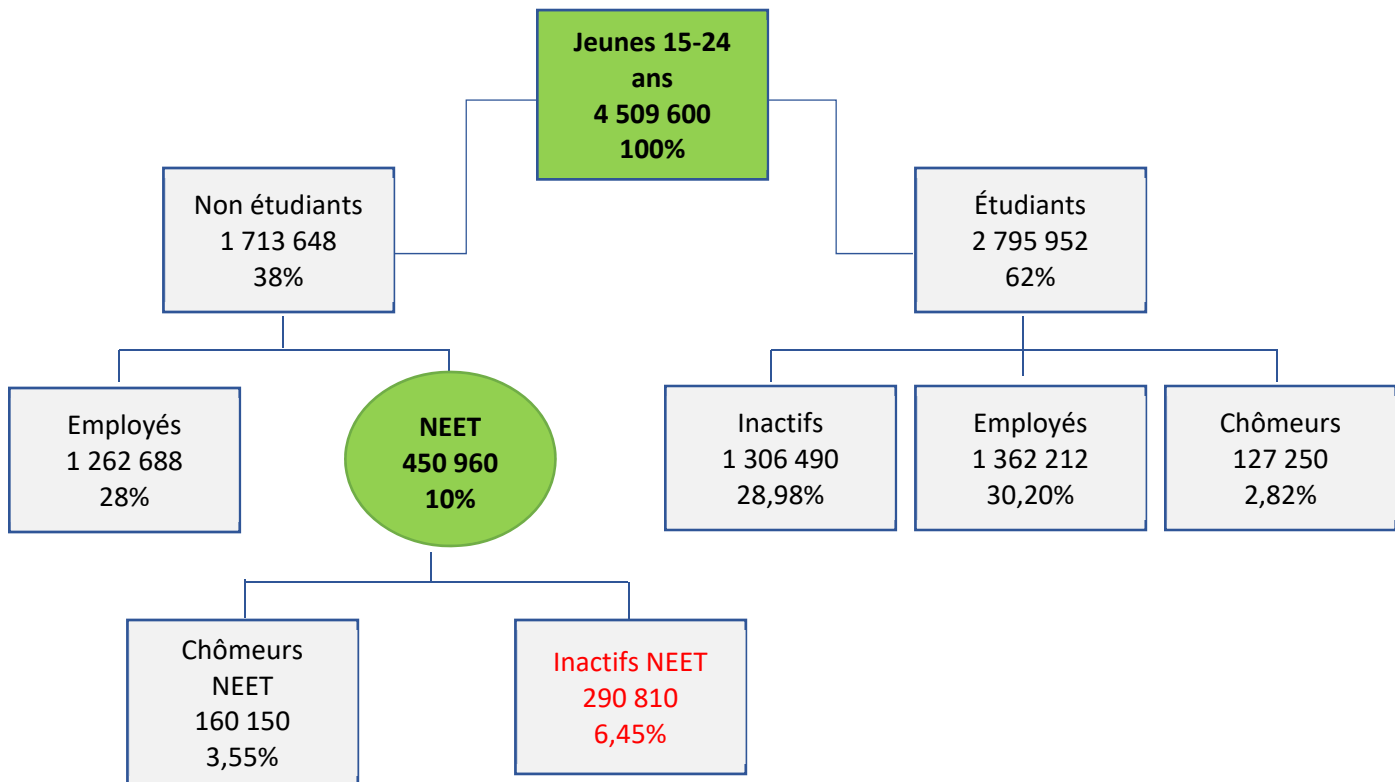 Jeunes 15-24
ans
4 509 600
100%
Non étudiants
1 713 648
38%
Étudiants
2 795 952
62%
Employés
1 262 688
28%
NEET
450 960
10%
Inactifs
1 306 490
28,98%
Employés
1 362 212
30,20%
Chômeurs
127 250
2,82%
Chômeurs
NEET
160 150
3,55%
Inactifs NEET
290 810
6,45%